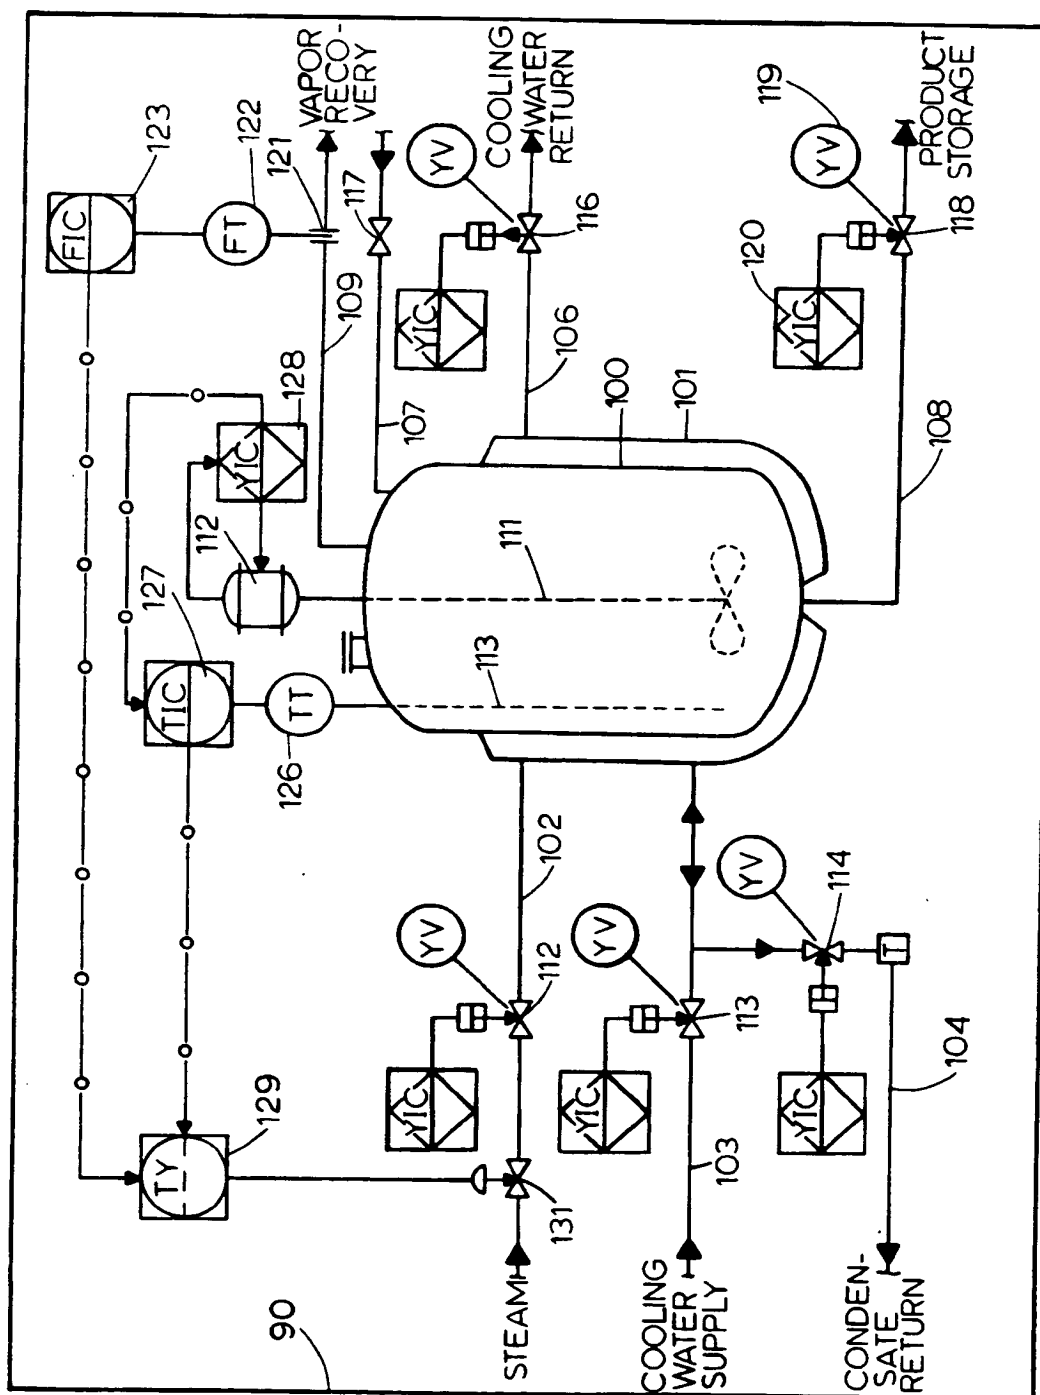 90
STEAM
131
TY
129
YIC
YV
112
102
COOLING
WATER
SUPPLY
103
YIC
YV
113
CONDEN-
SATE
RETURN
104
YIC
YV
114
T
TIC
127
TT
126
113
112
YIC
128
111
FIC
123
FT
122
121
109
VAPOR
RECO-
VERY
117
107
YIC
YV
116
106
COOLING
WATER
RETURN
100
101
120
YIC
YV
119
118
108
PRODUCT
STORAGE